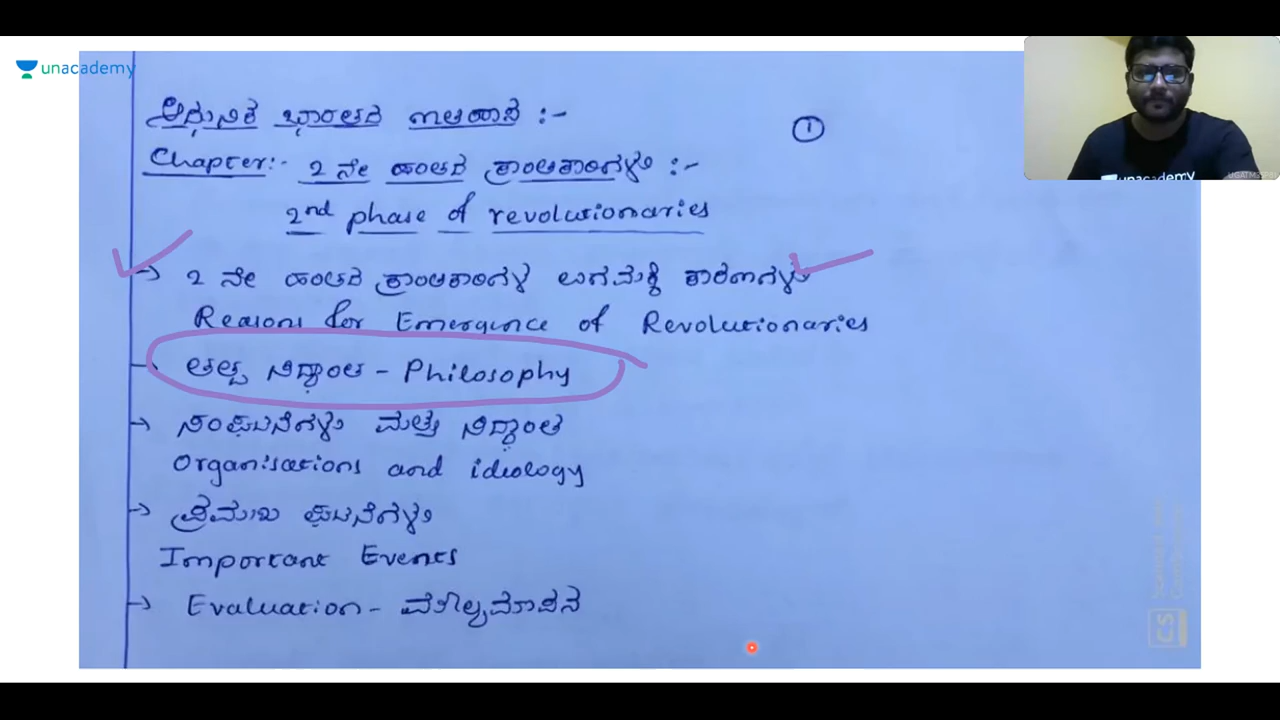 unacademy
ಆಧುನಿಕ ಭಾರತದ ಇತಿಹಾಸ :-
①
Chapter:- 2 ನೇ ಹಂತದ ಕ್ರಾಂತಿಕಾರಿಗಳು :-
2nd phase of revolutionaries
→ 2 ನೇ ಹಂತದ ಕ್ರಾಂತಿಕಾರಿಗಳ ಉಗಮಕ್ಕೆ ಕಾರಣಗಳು
Reasons for Emergence of Revolutionaries
→ ತತ್ವ ಸಿದ್ಧಾಂತ - Philosophy
→ ಸಂಘಟನೆಗಳು ಮತ್ತು ಸಿದ್ಧಾಂತ
Organisations and ideology
→ ಪ್ರಮುಖ ಘಟನೆಗಳು
Important Events
→ Evaluation - ಮೌಲ್ಯಮಾಪನ
unacademy
CS